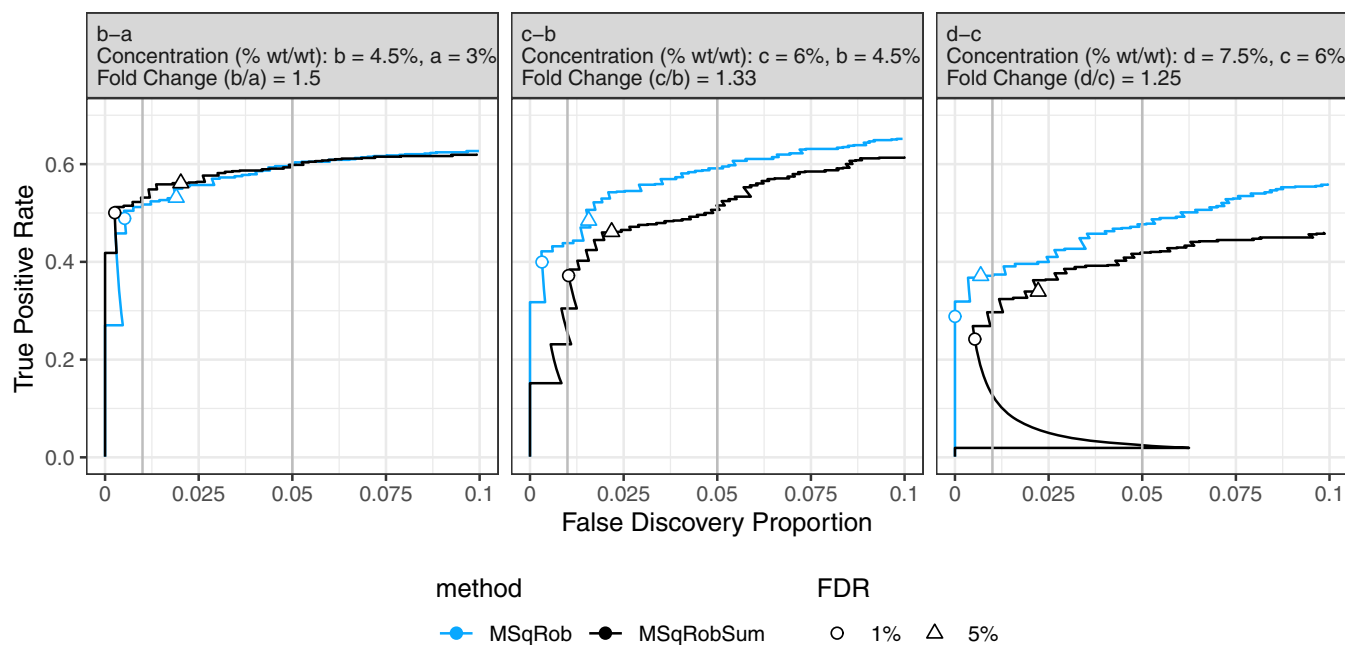 b−a
Concentration (% wt/wt): b = 4.5%, a = 3%
Fold Change (b/a) = 1.5
c−b
Concentration (% wt/wt): c = 6%, b = 4.5%
Fold Change (c/b) = 1.33
d−c
Concentration (% wt/wt): d = 7.5%, c = 6%
Fold Change (d/c) = 1.25
True Positive Rate
0.6
0.4
0.2
0.0
0 0.025 0.05 0.075 0.1
0 0.025 0.05 0.075 0.1
0 0.025 0.05 0.075 0.1
False Discovery Proportion
method
MSqRob MSqRobSum
FDR
1% 5%